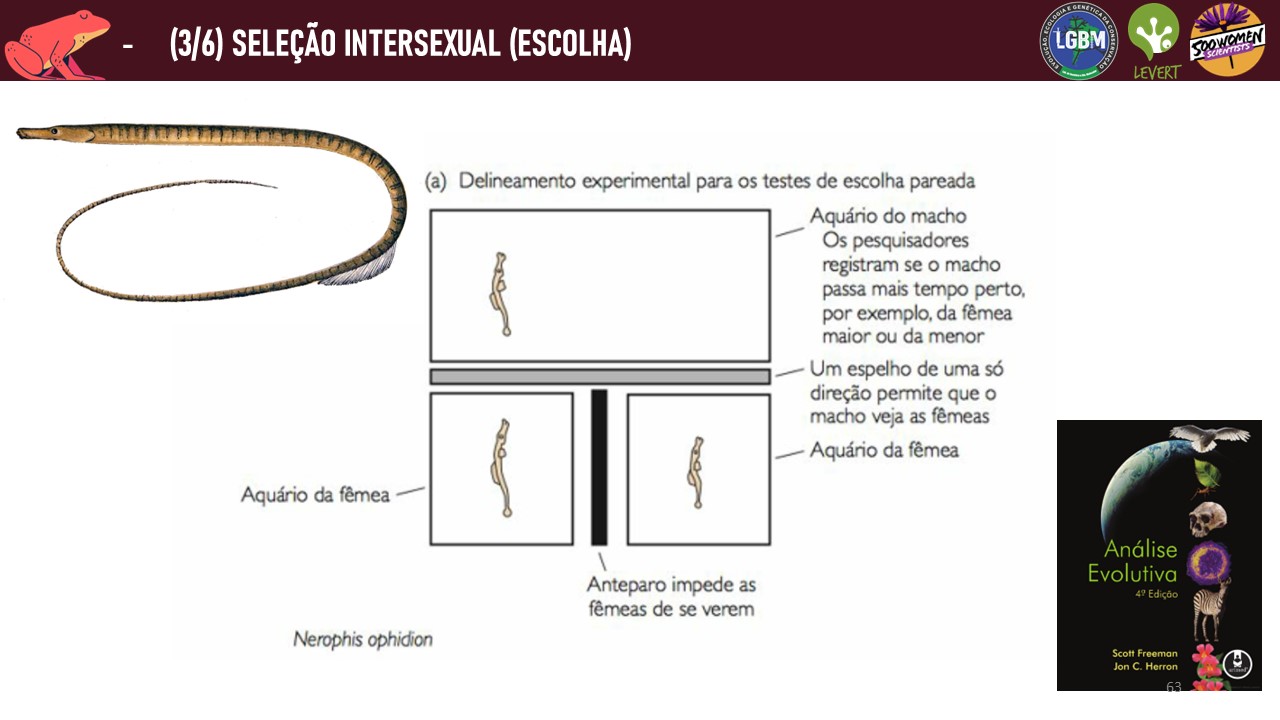 - (3/6) SELEÇÃO INTERSEXUAL (ESCOLHA)
LGBM
LEVERT
500 WOMEN
SCIENTISTS
(a) Delineamento experimental para os testes de escolha pareada
Aquário do macho
Os pesquisadores
registram se o macho
passa mais tempo perto,
por exemplo, da fêmea
maior ou da menor
Um espelho de uma só
direção permite que o
macho veja as fêmeas
Aquário da fêmea
Aquário da fêmea
Anteparo impede as
fêmeas de se verem
Nerophis ophidion
Análise
Evolutiva
4ª Edição
Scott Freeman
Jon C. Herron
63